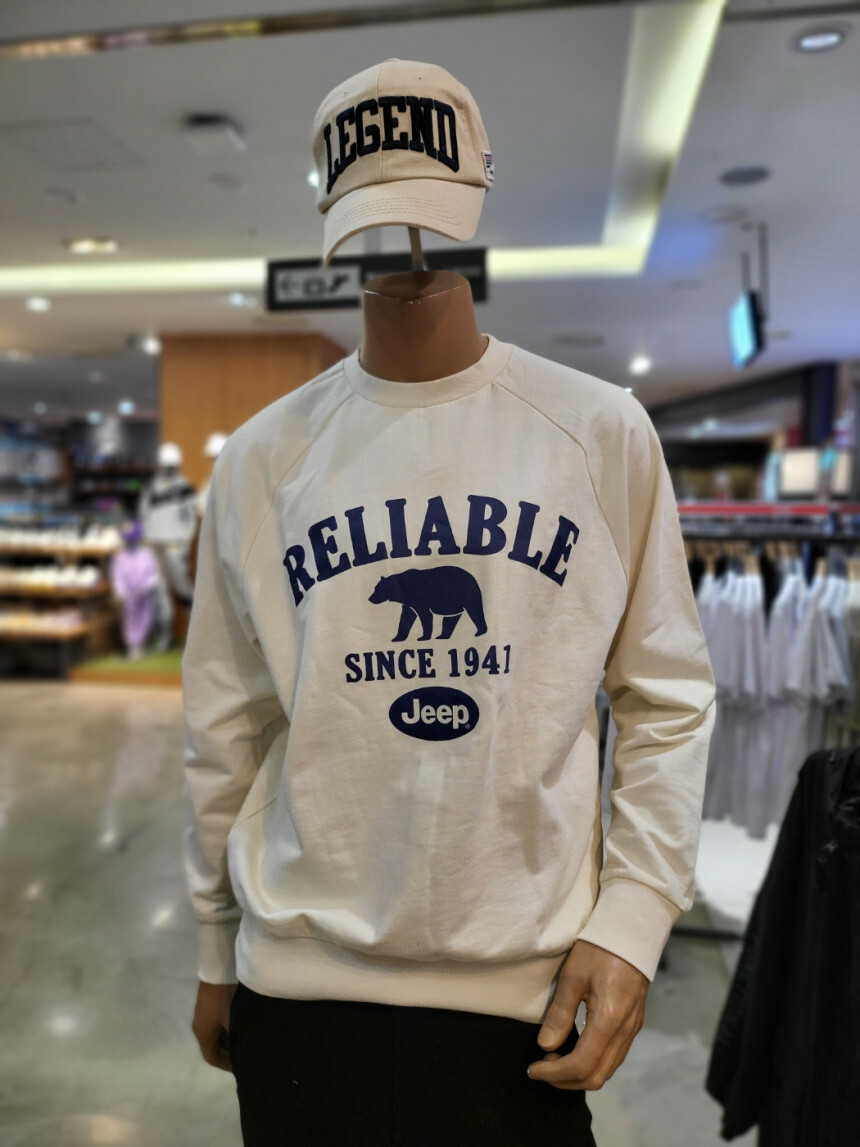 LEGEND
RELIABLE
SINCE 1941
Jeep